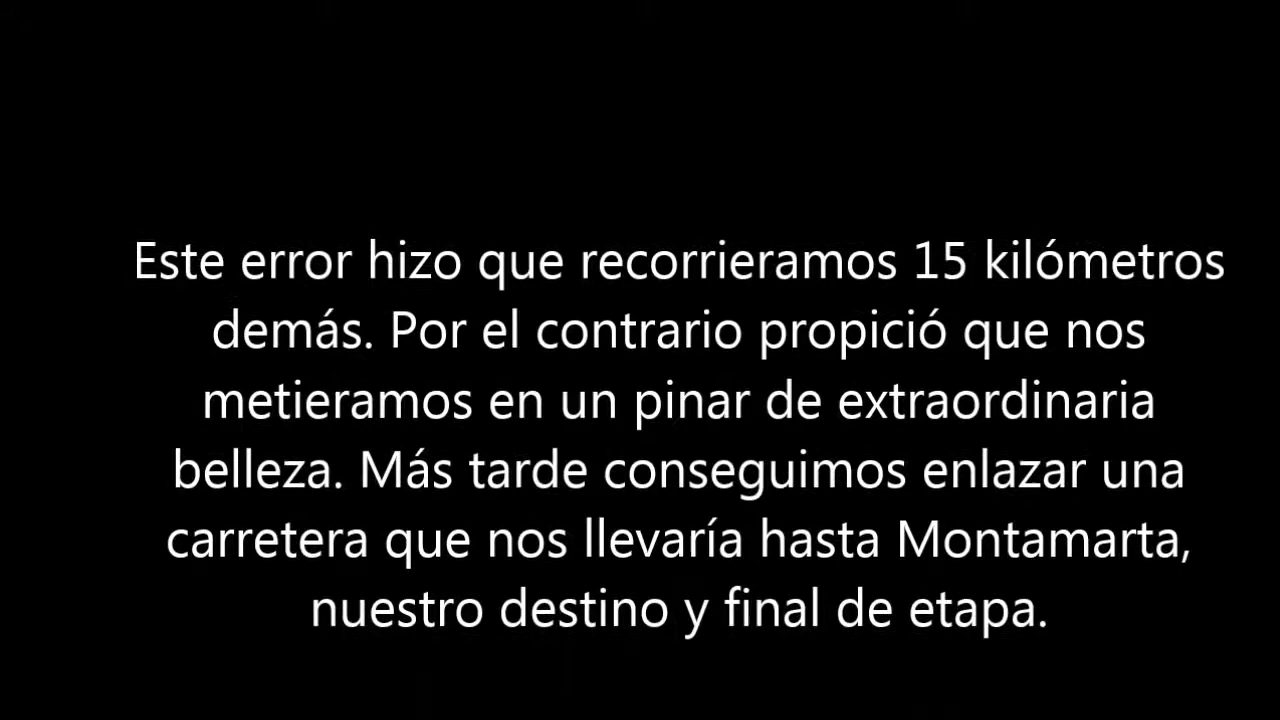 Este error hizo que recorrieramos 15 kilómetros
demás. Por el contrario propició que nos
metieramos en un pinar de extraordinaria
belleza. Más tarde conseguimos enlazar una
carretera que nos llevaría hasta Montamarta,
nuestro destino y final de etapa.